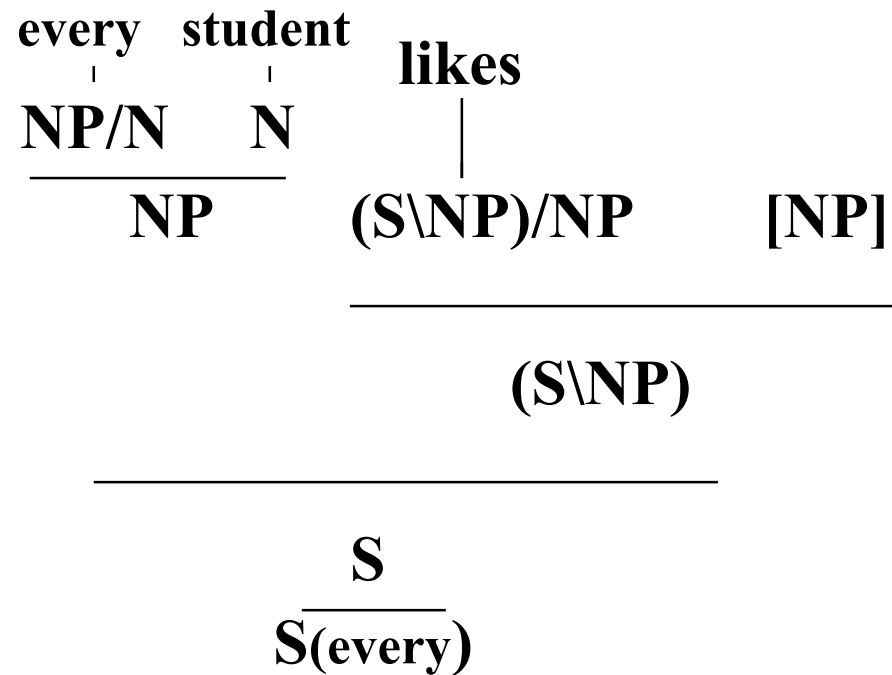 every student
likes
NP/N N
NP (S\NP)/NP [NP]
(S\NP)
S
S(every)